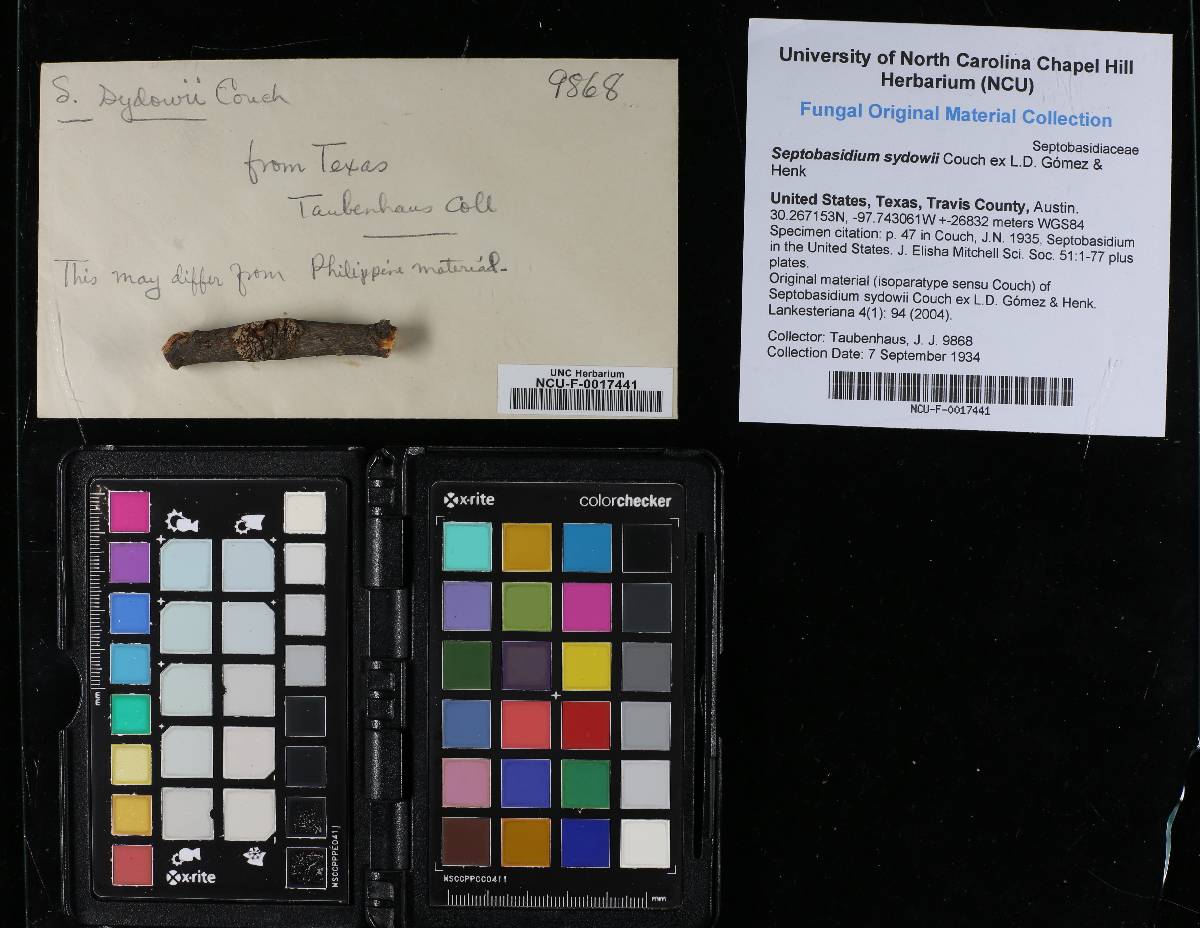 S. Sydowii Couch
9868
from Texas
Taubenhaus Coll
This may differ from Philippine material.
UNC Herbarium
NCU-F-0017441
University of North Carolina Chapel Hill
Herbarium (NCU)
Fungal Original Material Collection
Septobasidiaceae
Septobasidium sydowii Couch ex L.D. Gómez &
Henk
United States, Texas, Travis County, Austin.
30.267153N, -97.743061W +-26832 meters WGS84
Specimen citation: p. 47 in Couch, J.N. 1935. Septobasidium
in the United States. J. Elisha Mitchell Sci. Soc. 51:1-77 plus
plates.
Original material (isoparatype sensu Couch) of
Septobasidium sydowii Couch ex L.D. Gómez & Henk.
Lankesteriana 4(1): 94 (2004).
Collector: Taubenhaus, J. J. 9868
Collection Date: 7 September 1934
NCU-F-0017441
mm
x-rite
MSCCPPPE0411
x-rite
colorchecker
MSCCPPCC0411
mm